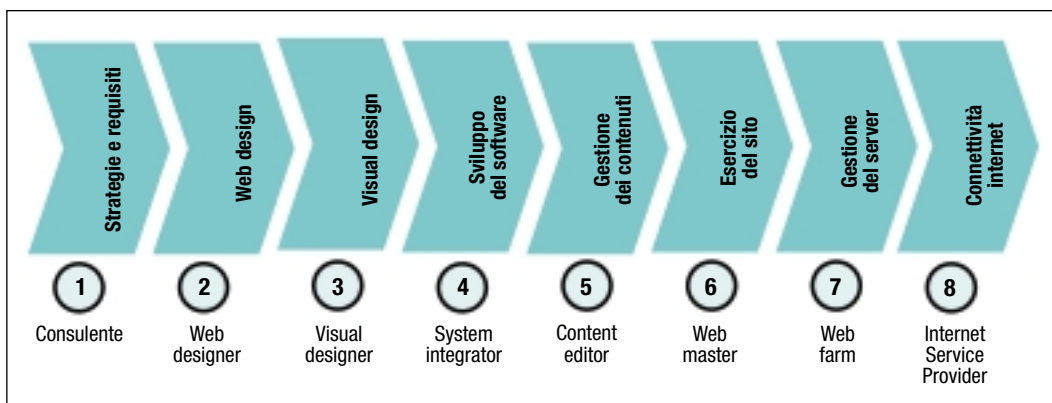 Strategie e requisiti
Web design
Visual design
Sviluppo
del software
Gestione
dei contenuti
Esercizio
del sito
Gestione
del server
Connettività
internet
1
2
3
4
5
6
7
8
Consulente
Web
designer
Visual
designer
System
integrator
Content
editor
Web
master
Web
farm
Internet
Service
Provider